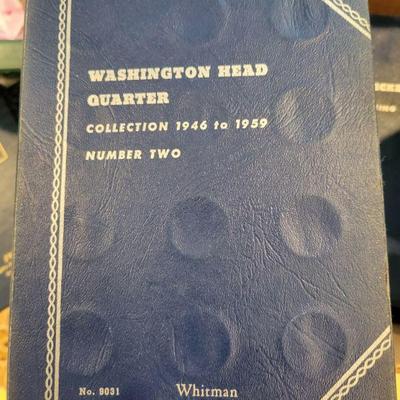 WASHINGTON HEAD
QUARTER
COLLECTION 1946 to 1959
NUMBER TWO
No. 9031
Whitman